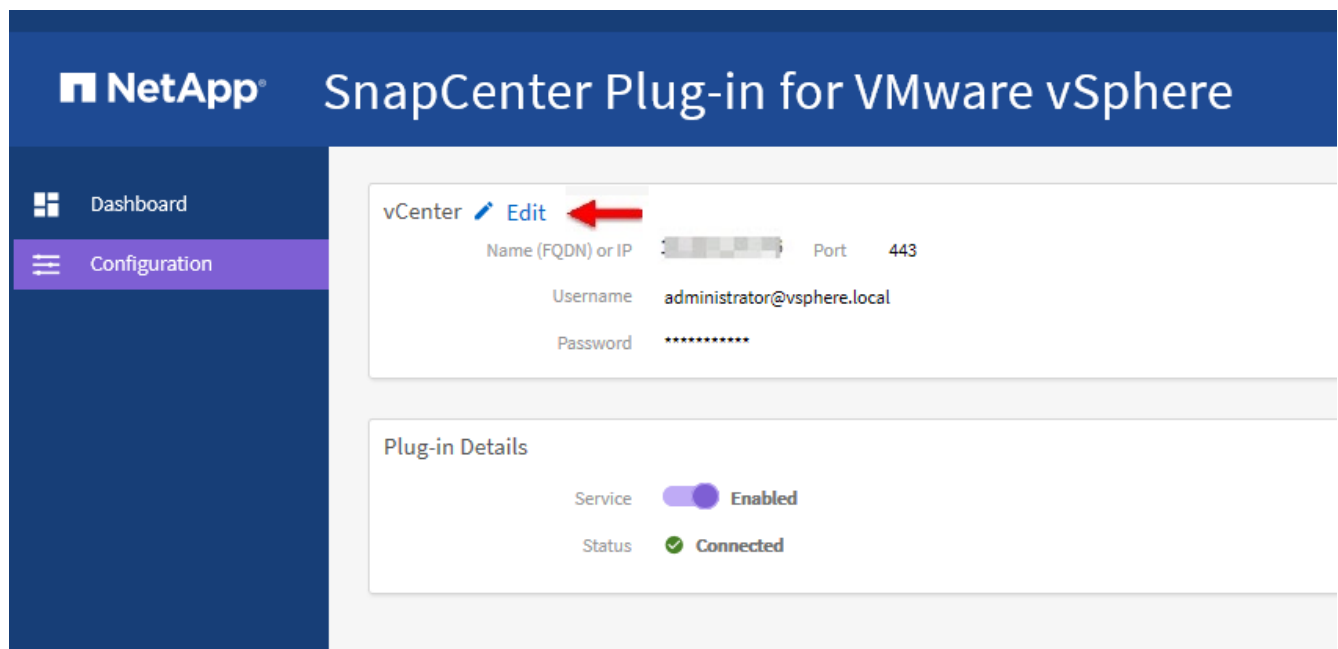 NetApp SnapCenter Plug-in for VMware vSphere
Dashboard
Configuration
vCenter Edit
Name (FQDN) or IP Port 443
Username administrator@vsphere.local
Password ***********
Plug-in Details
Service Enabled
Status Connected